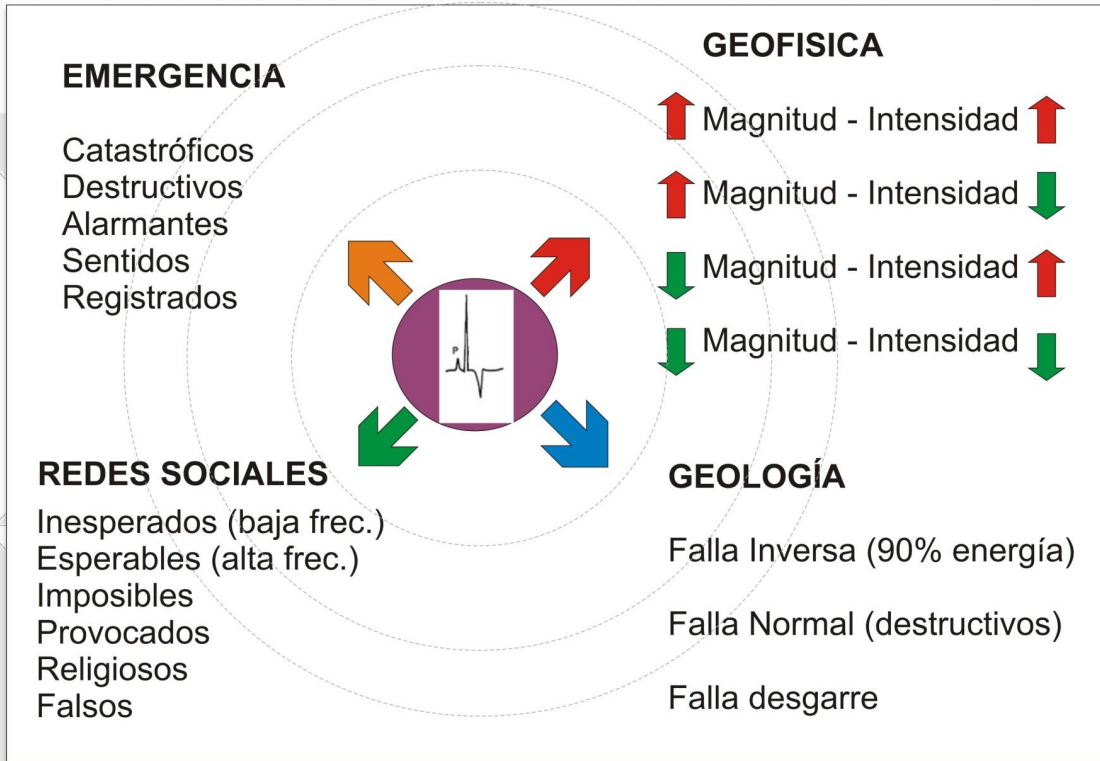 EMERGENCIA
Catastróficos
Destructivos
Alarmantes
Sentidos
Registrados
GEOFISICA
Magnitud - Intensidad
Magnitud - Intensidad
Magnitud - Intensidad
Magnitud - Intensidad
P
REDES SOCIALES
Inesperados (baja frec.)
Esperables (alta frec.)
Imposibles
Provocados
Religiosos
Falsos
GEOLOGÍA
Falla Inversa (90% energía)
Falla Normal (destructivos)
Falla desgarre